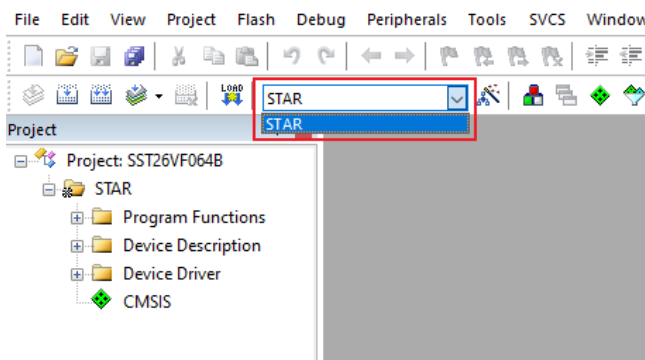 File Edit View Project Flash Debug Peripherals Tools SVCS Window
LOAD STAR
Project STAR
Project: SST26VF064B
STAR
Program Functions
Device Description
Device Driver
CMSIS